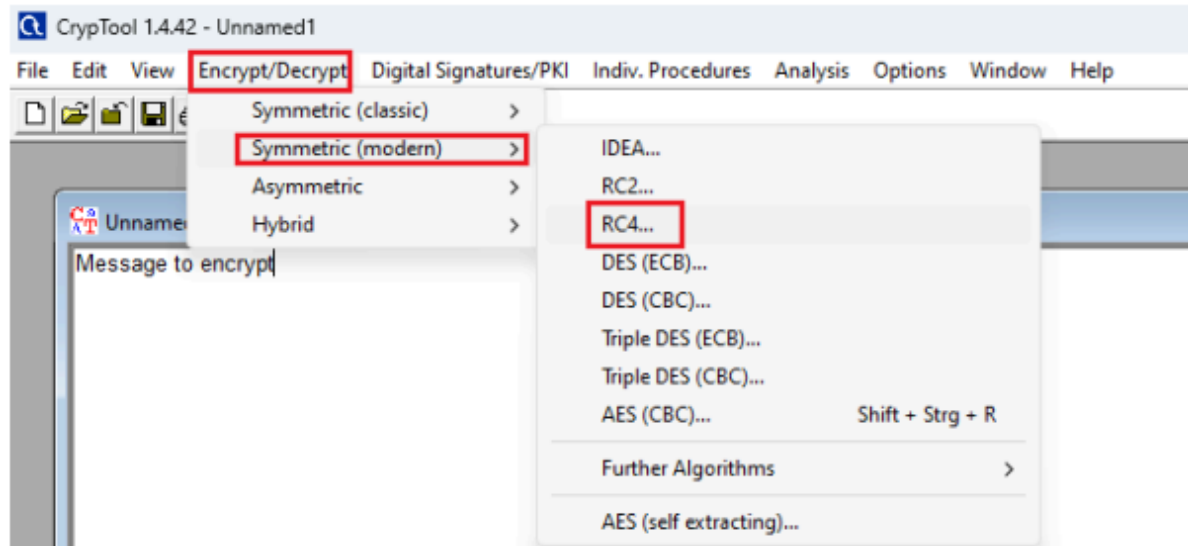 CrypTool 1.4.42 - Unnamed1
File Edit View Encrypt/Decrypt Digital Signatures/PKI Indiv. Procedures Analysis Options Window Help
Symmetric (classic) >
Symmetric (modern) >
Asymmetric >
Hybrid >
IDEA...
RC2...
RC4...
DES (ECB)...
DES (CBC)...
Triple DES (ECB)...
Triple DES (CBC)...
AES (CBC)... Shift + Strg + R
Further Algorithms >
AES (self extracting)...
Unname
Message to encrypt